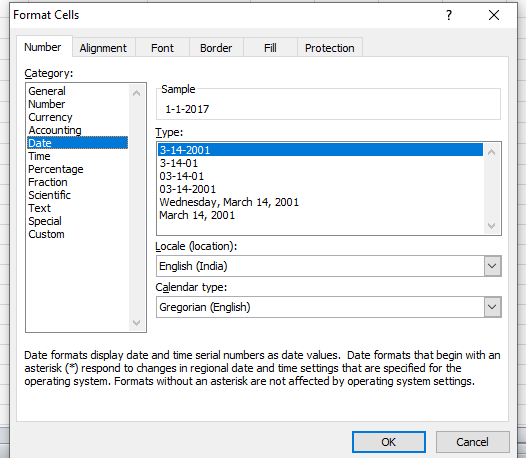 Format Cells
?
Number Alignment Font Border Fill Protection
Category:
General
Number
Currency
Accounting
Date
Time
Percentage
Fraction
Scientific
Text
Special
Custom
Sample
1-1-2017
Type:
3-14-2001
3-14-01
03-14-01
03-14-2001
Wednesday, March 14, 2001
March 14, 2001
Locale (location):
English (India)
Calendar type:
Gregorian (English)
Date formats display date and time serial numbers as date values.  Date formats that begin with an
asterisk (*) respond to changes in regional date and time settings that are specified for the
operating system. Formats without an asterisk are not affected by operating system settings.
OK Cancel